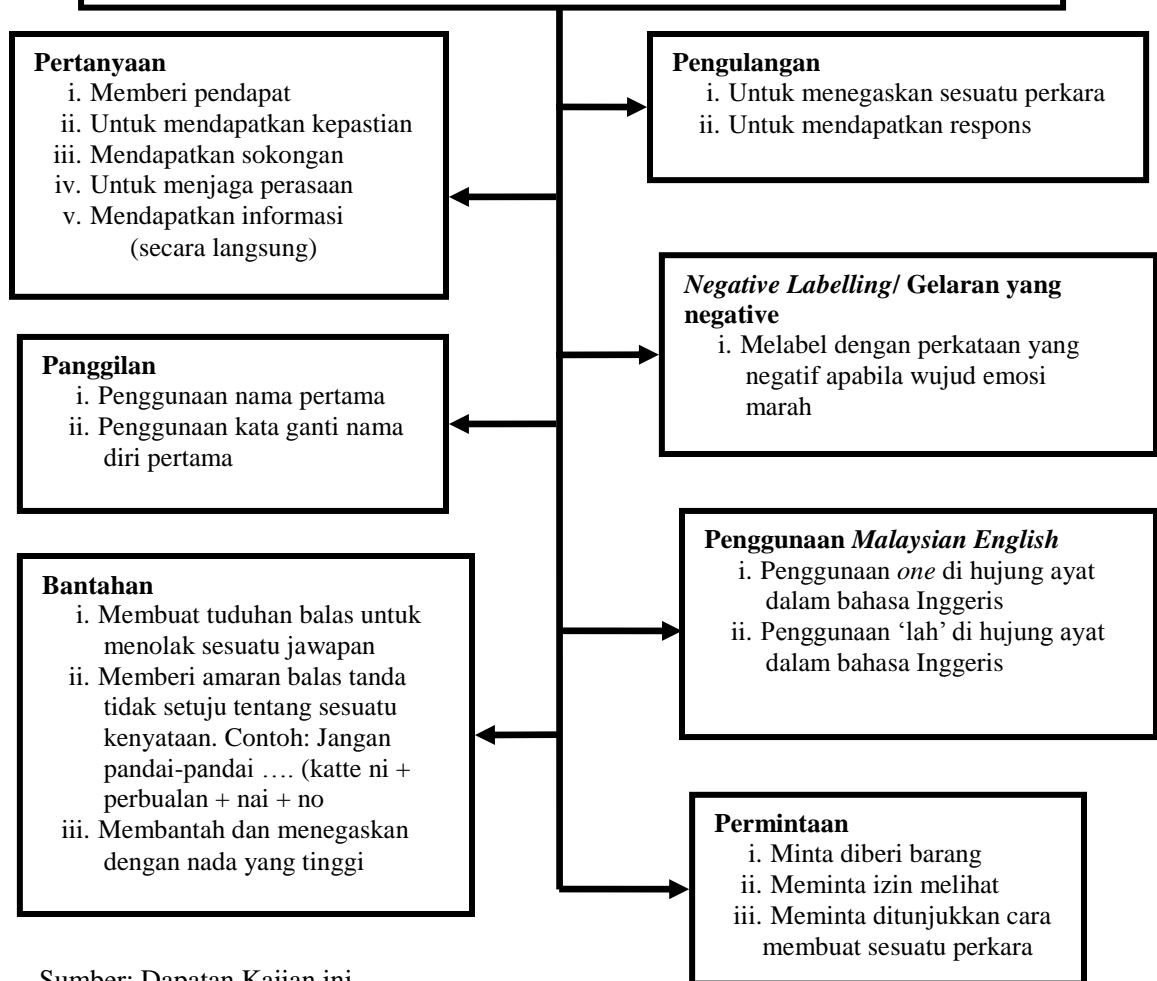 Pertanyaan
i. Memberi pendapat
ii. Untuk mendapatkan kepastian
iii. Mendapatkan sokongan
iv. Untuk menjaga perasaan
v. Mendapatkan informasi
(secara langsung)
Panggilan
i. Penggunaan nama pertama
ii. Penggunaan kata ganti nama
diri pertama
Bantahan
i. Membuat tuduhan balas untuk
menolak sesuatu jawapan
ii. Memberi amaran balas tanda
tidak setuju tentang sesuatu
kenyataan. Contoh: Jangan
pandai-pandai …. (katte ni +
perbualan + nai + no
iii. Membantah dan menegaskan
dengan nada yang tinggi
Pengulangan
i. Untuk menegaskan sesuatu perkara
ii. Untuk mendapatkan respons
Negative Labelling/ Gelaran yang
negative
i. Melabel dengan perkataan yang
negatif apabila wujud emosi
marah
Penggunaan Malaysian English
i. Penggunaan one di hujung ayat
dalam bahasa Inggeris
ii. Penggunaan ‘lah’ di hujung ayat
dalam bahasa Inggeris
Permintaan
i. Minta diberi barang
ii. Meminta izin melihat
iii. Meminta ditunjukkan cara
membuat sesuatu perkara
Sumber: Dapatan Kajian ini